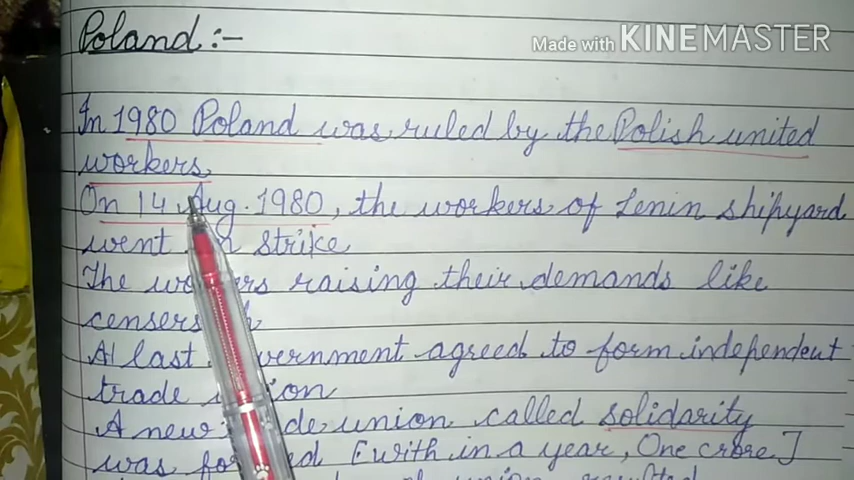 Poland :-
Made with KINEMASTER
In 1980 Poland was ruled by the Polish united
workers.
On 14 Aug. 1980, the workers of Lenin shipyard
went strike
The raising their demands like
At last agreed to form independent
trade
A new union called solidarity
was [with in a year, One crore]